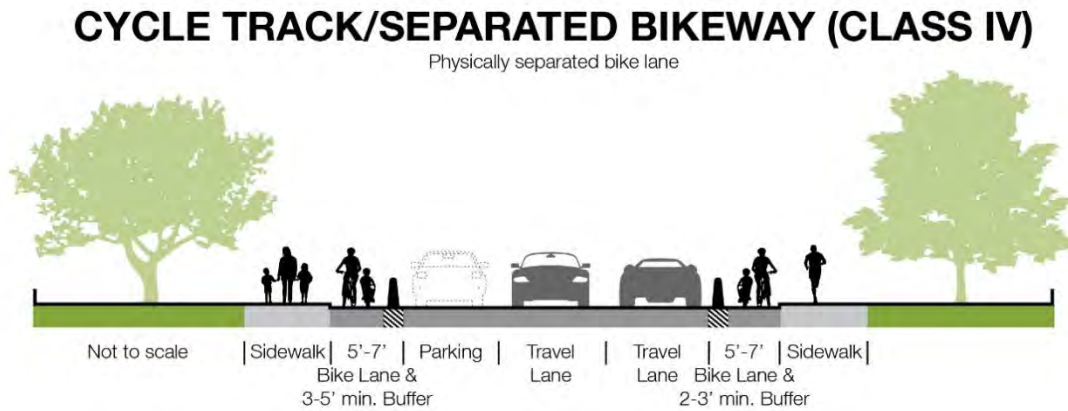 CYCLE TRACK/SEPARATED BIKEWAY (CLASS IV)
Physically separated bike lane
Not to scale
Sidewalk
5'-7'
Bike Lane &
3-5' min. Buffer
Parking
Travel
Lane
Travel
Lane
5'-7'
Bike Lane &
2-3' min. Buffer
Sidewalk